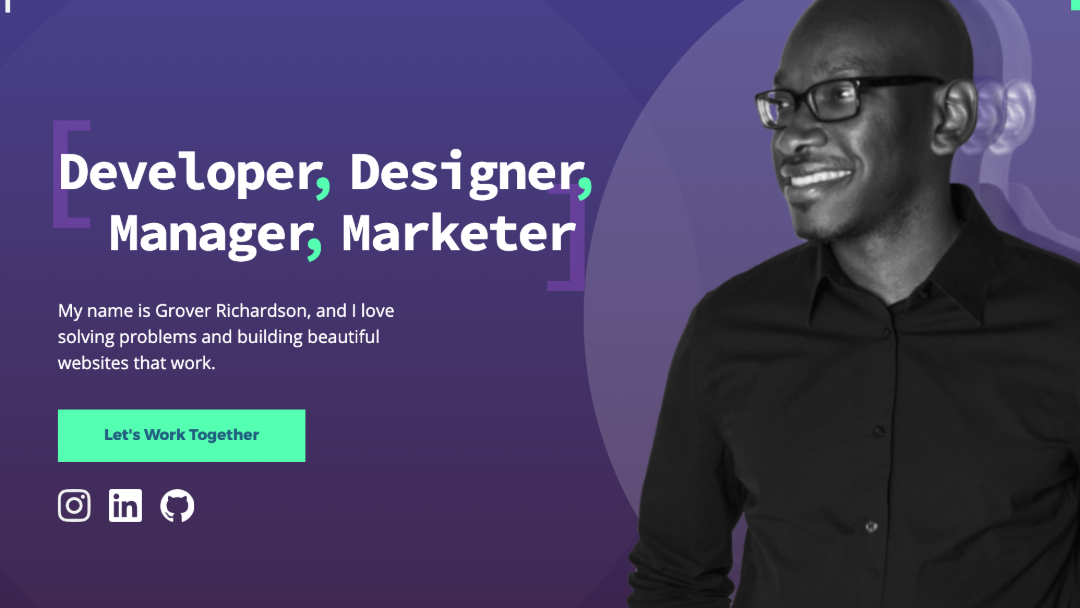 Developer, Designer,
Manager, Marketer
My name is Grover Richardson, and I love
solving problems and building beautiful
websites that work.
Let's Work Together
in